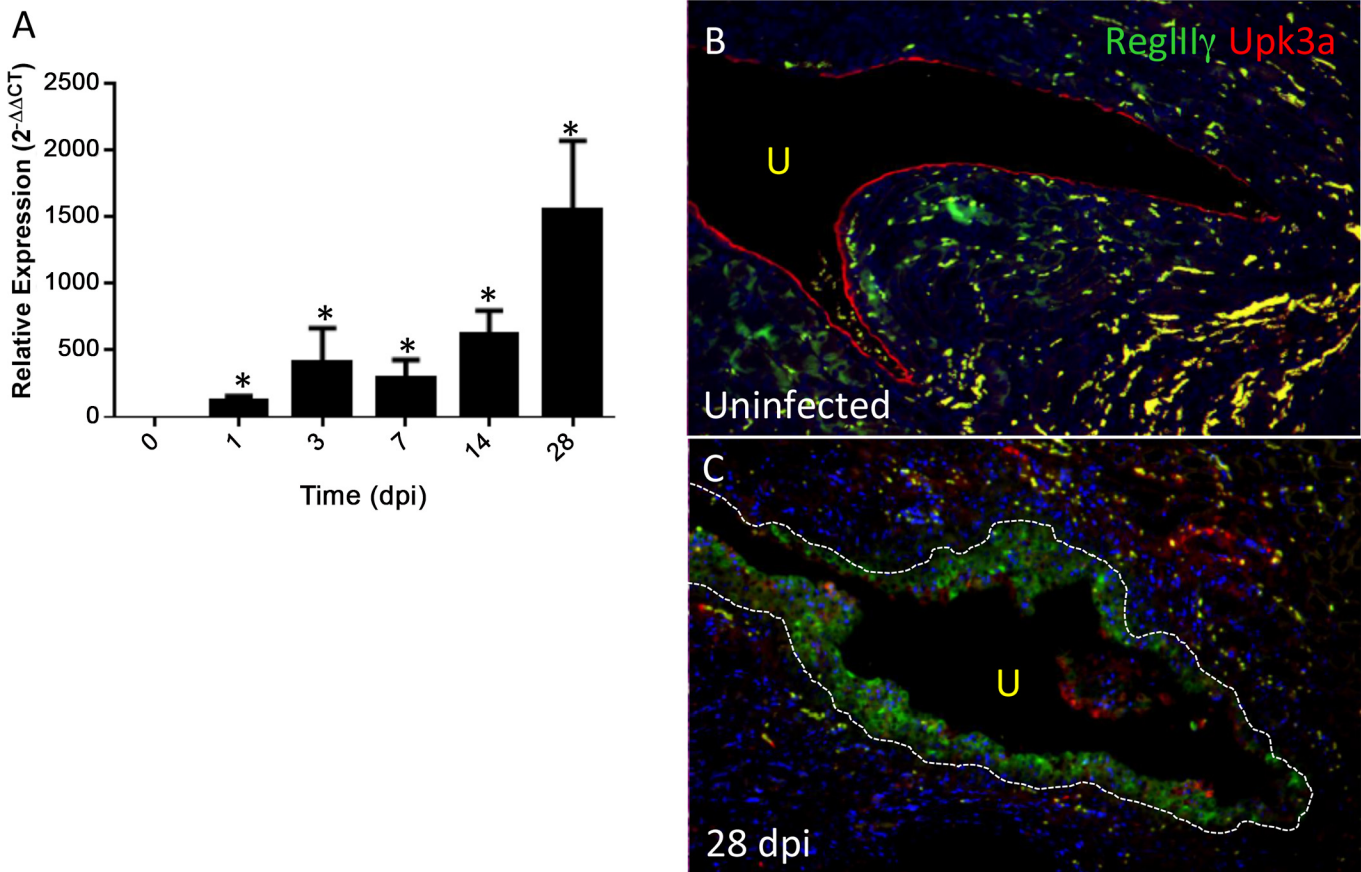 A
Relative Expression (2-ΔΔCT)
2500
2000
1500
1000
500
0
* * * * *
0 1 3 7 14 28
Time (dpi)
B
RegIIIγ Upk3a
U
Uninfected
C
U
28 dpi